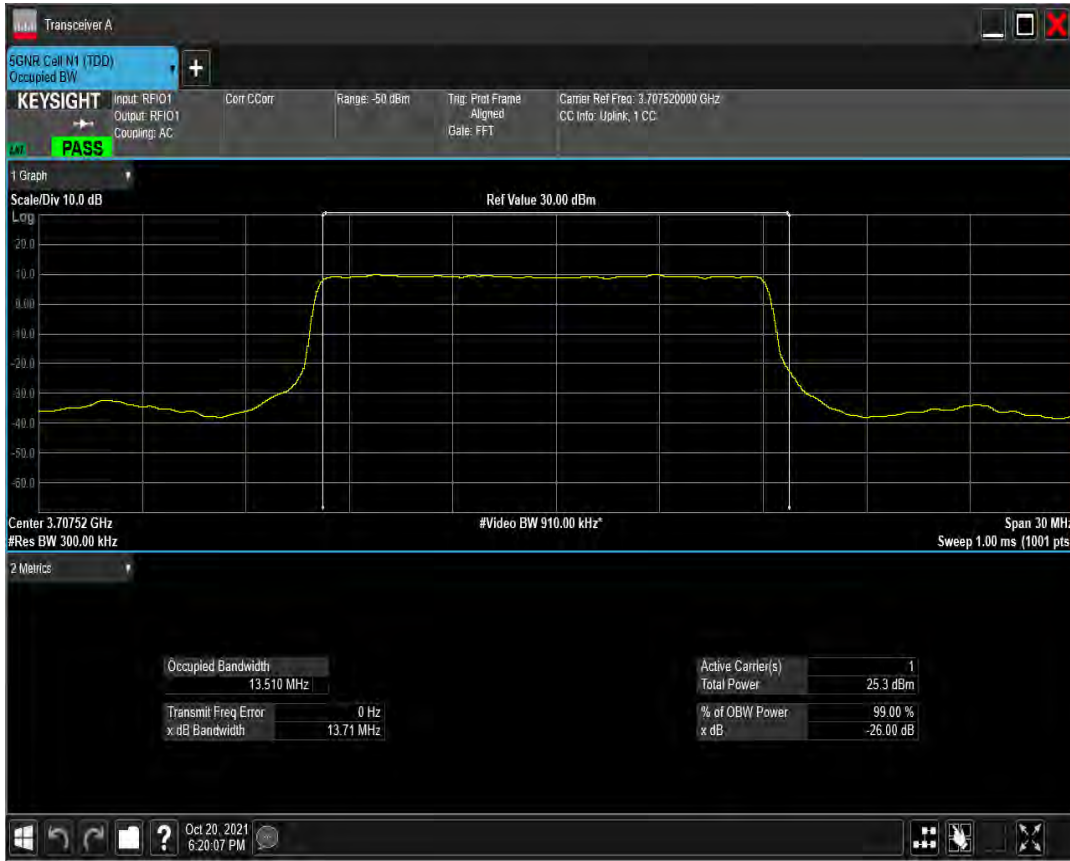 Transceiver A
5GNR Cell N1 (TDD)
Occupied BW
+
KEYSIGHT
Input: RFIO1
Output: RFIO1
Coupling: AC
Corr CCorr
Range: -50 dBm
Trig: Prot Frame
Aligned
Gate: FFT
Carrier Ref Freq: 3.707520000 GHz
CC Info: Uplink, 1 CC
PASS
1 Graph
Scale/Div 10.0 dB
Ref Value 30.00 dBm
Log
20.0
10.0
0.00
-10.0
-20.0
-30.0
-40.0
-50.0
-60.0
Center 3.70752 GHz
#Video BW 910.00 kHz*
Span 30 MHz
#Res BW 300.00 kHz
Sweep 1.00 ms (1001 pts
2 Metrics
Occupied Bandwidth
13.510 MHz
Transmit Freq Error 0 Hz
x dB Bandwidth 13.71 MHz
Active Carrier(s) 1
Total Power 25.3 dBm
% of OBW Power 99.00 %
x dB -26.00 dB
?
Oct 20, 2021
6:20:07 PM